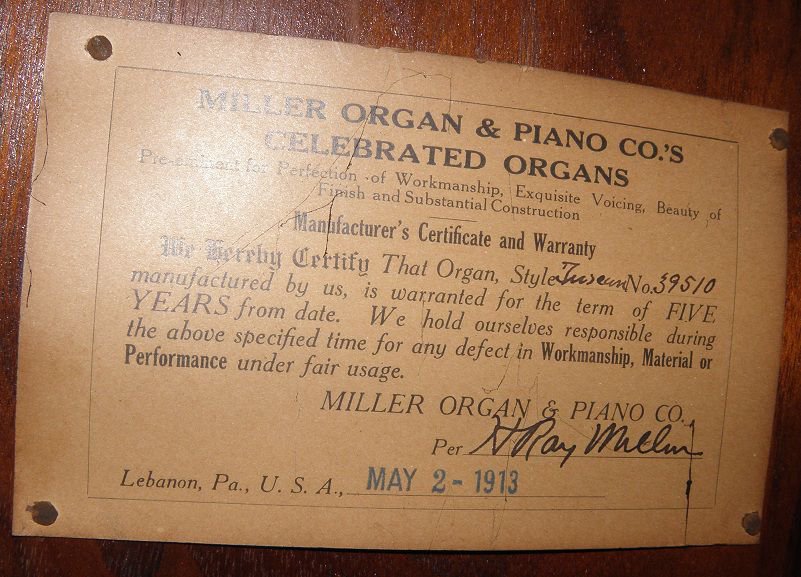 MILLER ORGAN & PIANO CO.'S
CELEBRATED ORGANS
Pre-eminent for Perfection of Workmanship, Exquisite Voicing, Beauty of
Finish and Substantial Construction
Manufacturer's Certificate and Warranty
We Hereby Certify That Organ, Style Tuscan No. 39510
manufactured by us, is warranted for the term of FIVE
YEARS from date. We hold ourselves responsible during
the above specified time for any defect in Workmanship, Material or
Performance under fair usage.
MILLER ORGAN & PIANO CO.
Per H Ray Miller
Lebanon, Pa., U. S. A., MAY 2- 1913